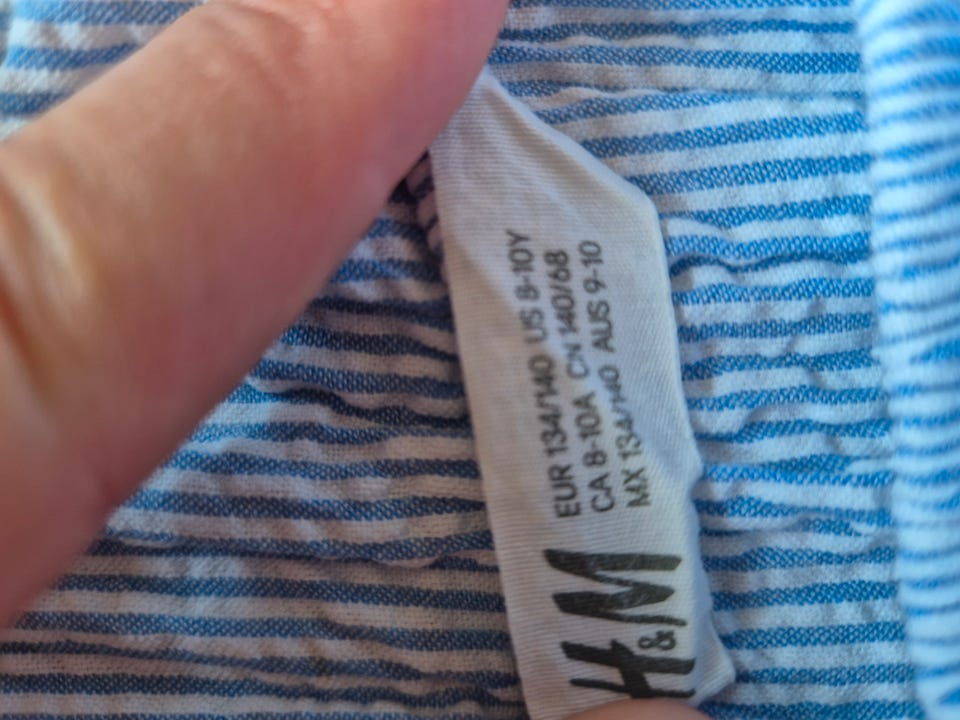 H&M
EUR 134/140 US 8-10Y
CA 8-10A CN 140/68
MX 134/140 AUS 9-10